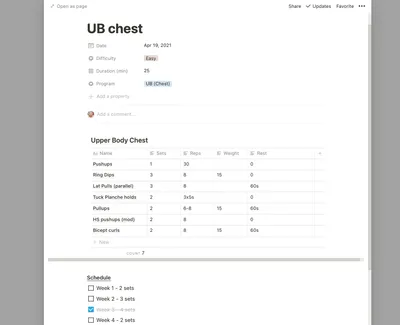 Open as page Share Updates Favorite •••
UB chest
Date Apr 19, 2021
Difficulty Easy
Duration (min) 25
Program UB (Chest)
Add a property
Add a comment...
Upper Body Chest
Name Sets Reps Weight Rest +
Pushups 1 30 0
Ring Dips 3 8 15 0
Lat Pulls (parallel) 3 8 60s
Tuck Planche holds 2 3x5s 0
Pullups 2 6-8 15 60s
HS pushups (mod) 2 8 0
Bicept curls 2 8 15 60s
+ New
COUNT 7
Schedule
Week 1 - 2 sets
Week 2 - 3 sets
Week 3 - 4 sets
Week 4 - 2 sets